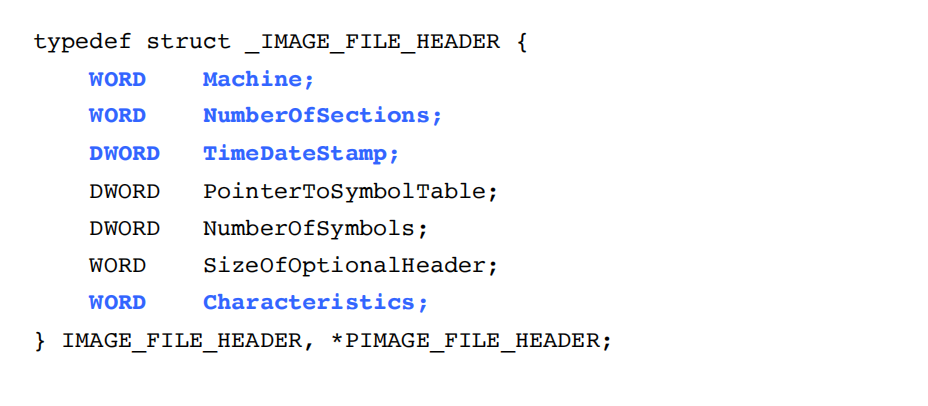 typedef struct _IMAGE_FILE_HEADER {
    WORD    Machine;
    WORD    NumberOfSections;
    DWORD   TimeDateStamp;
    DWORD   PointerToSymbolTable;
    DWORD   NumberOfSymbols;
    WORD    SizeOfOptionalHeader;
    WORD    Characteristics;
} IMAGE_FILE_HEADER, *PIMAGE_FILE_HEADER;